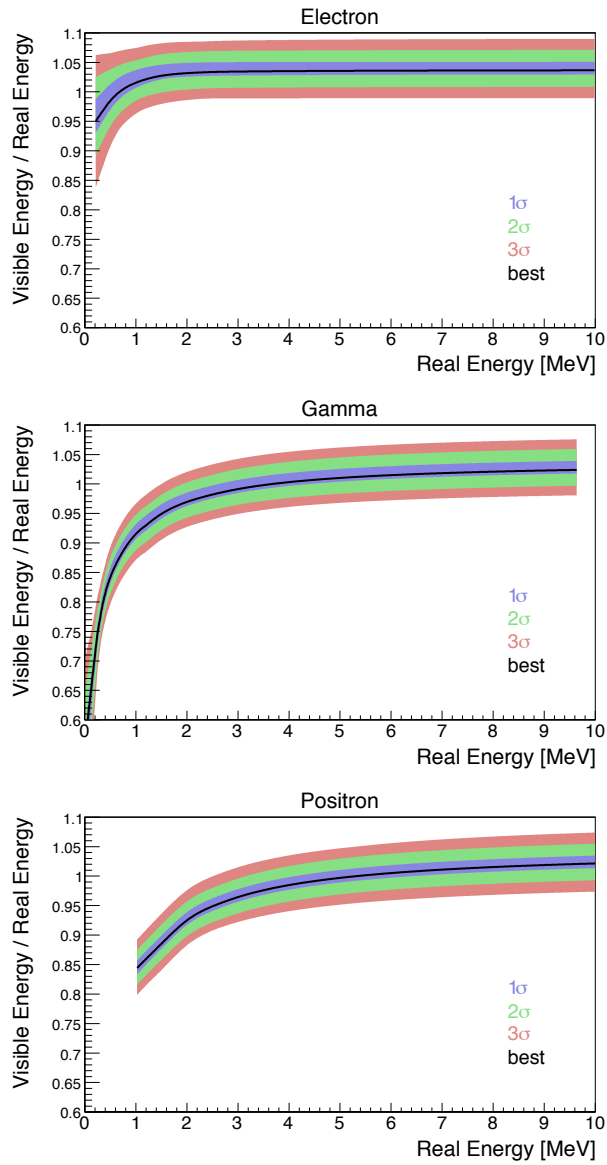 Electron
Visible Energy / Real Energy
1.1
1.05
1
0.95
0.9
0.85
0.8
0.75
0.7
0.65
0.6
1σ
2σ
3σ
best
0 1 2 3 4 5 6 7 8 9 10
Real Energy [MeV]
Gamma
Visible Energy / Real Energy
1.1
1.05
1
0.95
0.9
0.85
0.8
0.75
0.7
0.65
0.6
1σ
2σ
3σ
best
0 1 2 3 4 5 6 7 8 9 10
Real Energy [MeV]
Positron
Visible Energy / Real Energy
1.1
1.05
1
0.95
0.9
0.85
0.8
0.75
0.7
0.65
0.6
1σ
2σ
3σ
best
0 1 2 3 4 5 6 7 8 9 10
Real Energy [MeV]